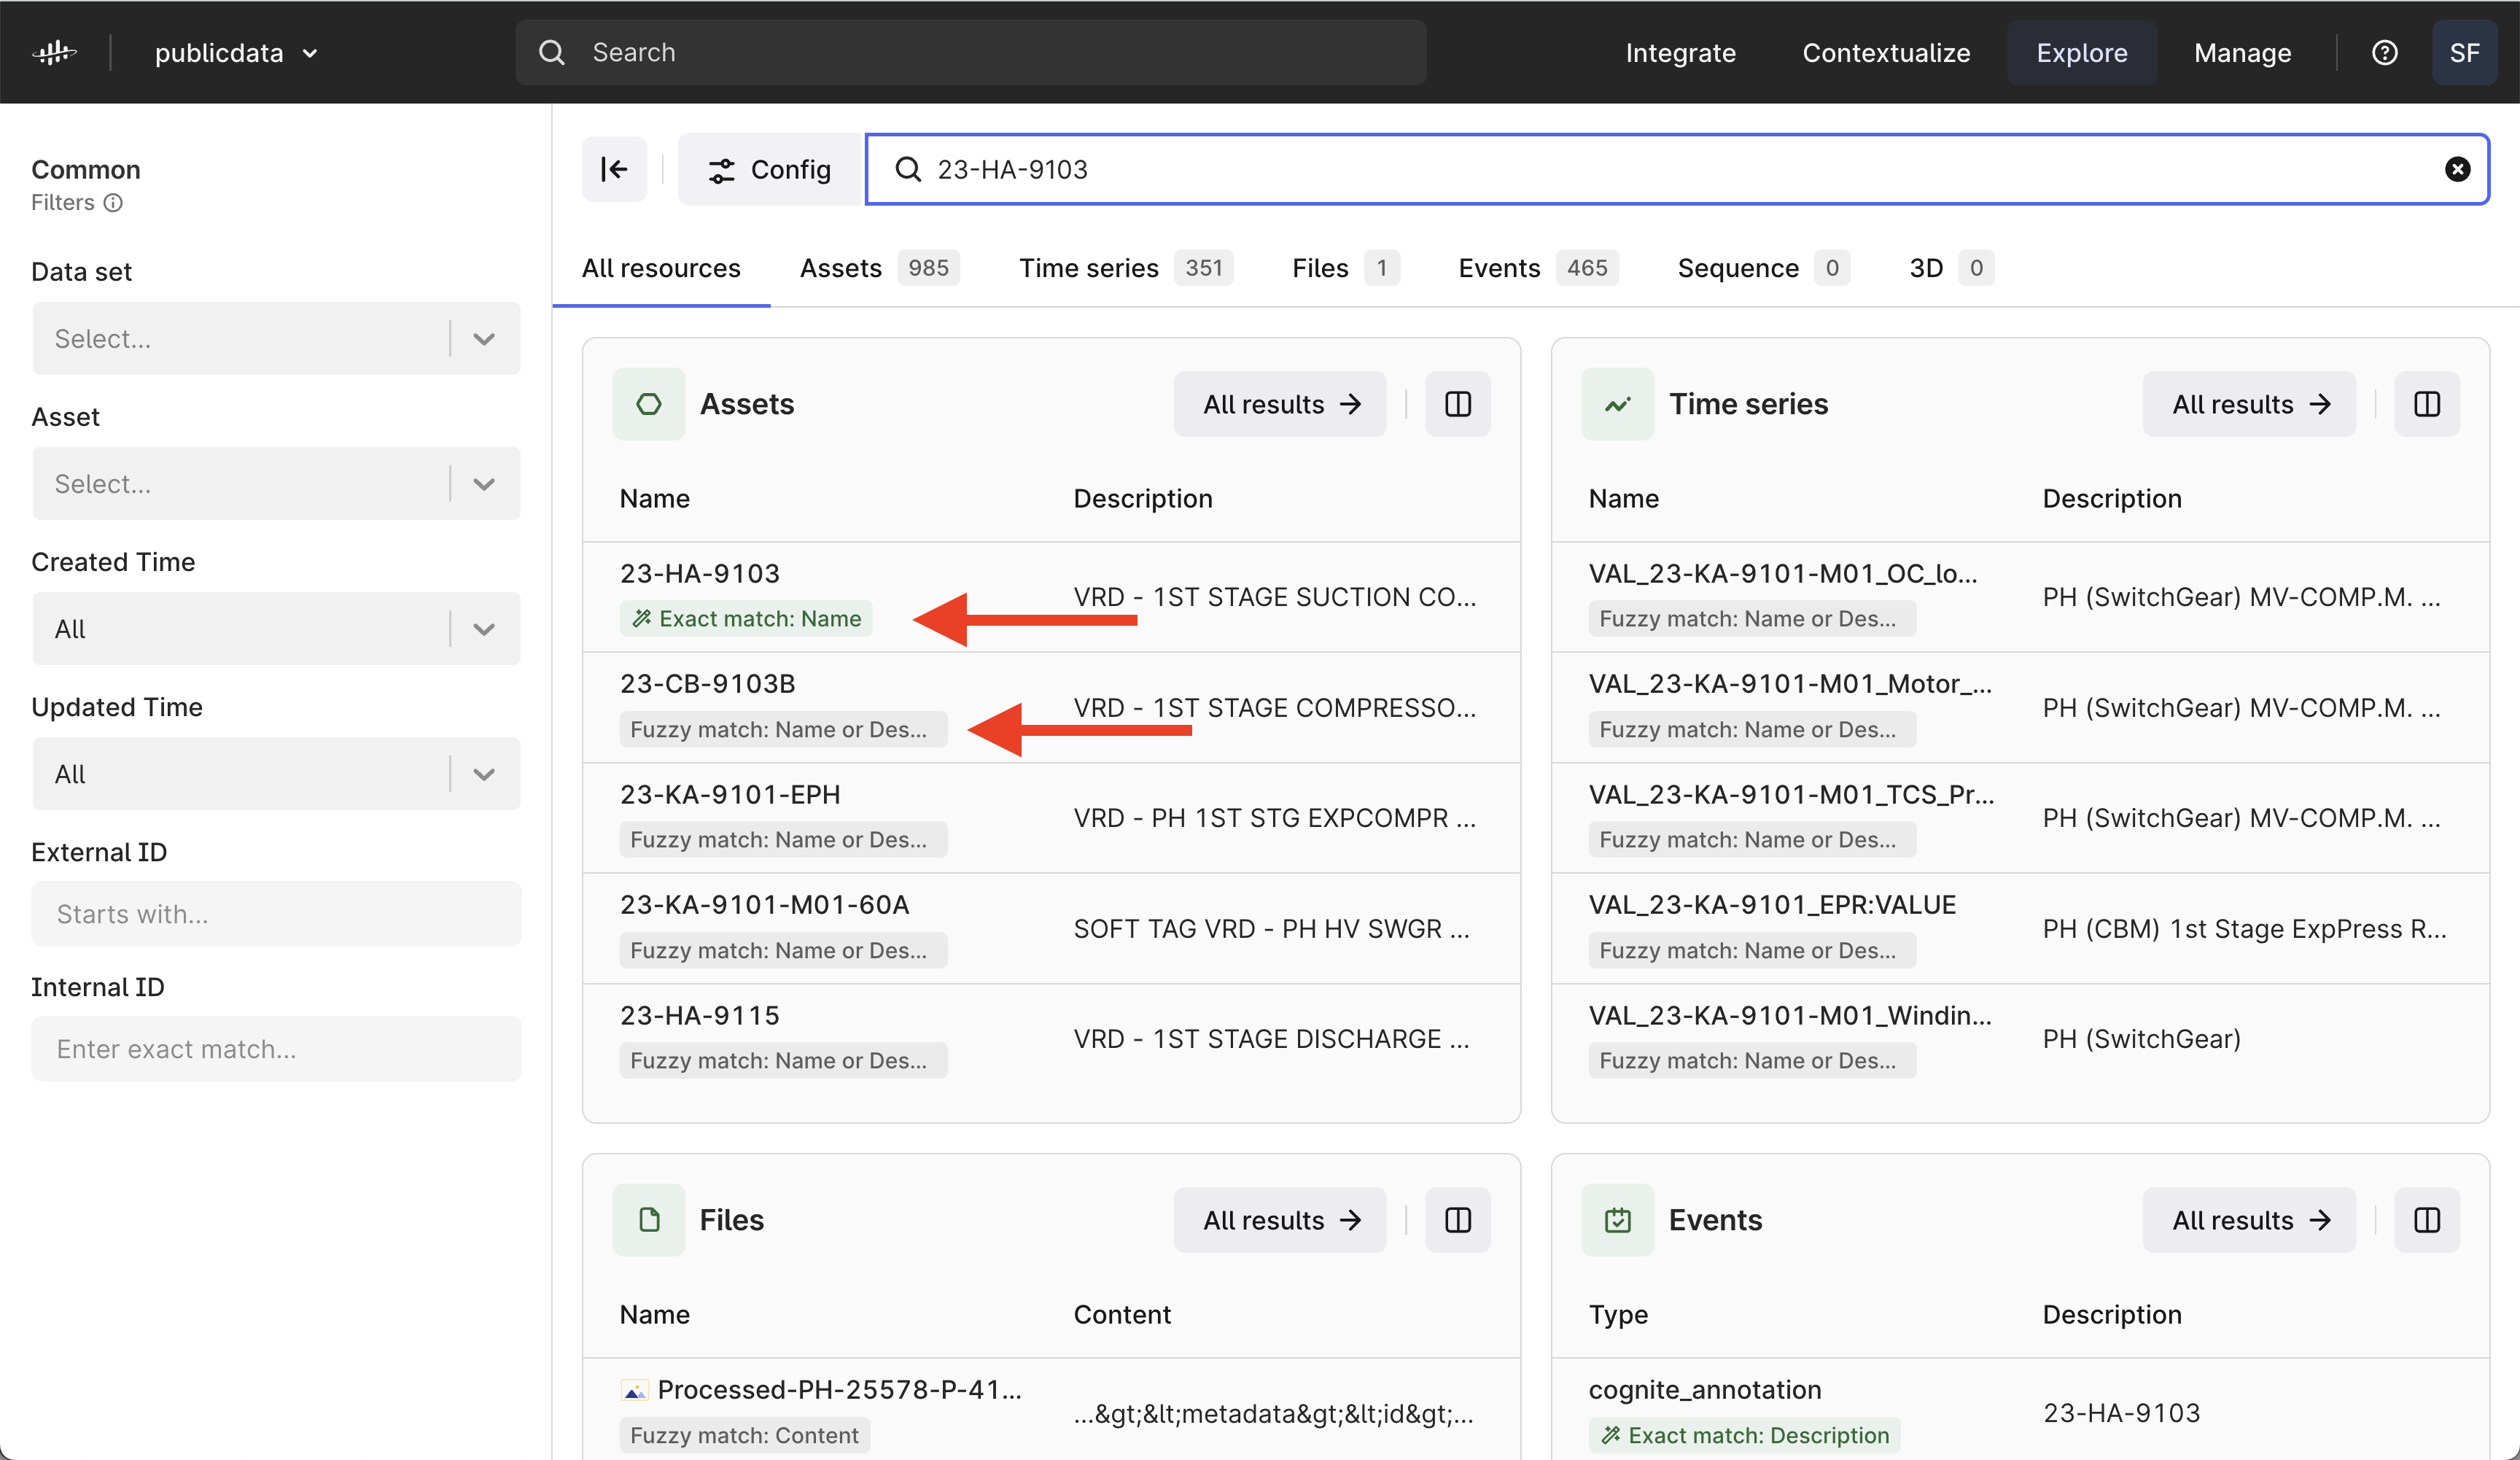 publicdata
Search
Integrate
Contextualize
Explore
Manage
SF
Common
Filters
Data set
Select...
Asset
Select...
Created Time
All
Updated Time
All
External ID
Starts with...
Internal ID
Enter exact match...
Config
23-HA-9103
All resources
Assets 985
Time series 351
Files 1
Events 465
Sequence 0
3D 0
Assets
All results
Name Description
23-HA-9103
Exact match: Name
VRD - 1ST STAGE SUCTION CO...
23-CB-9103B
Fuzzy match: Name or Des...
VRD - 1ST STAGE COMPRESSO...
23-KA-9101-EPH
Fuzzy match: Name or Des...
VRD - PH 1ST STG EXPCOMPR ...
23-KA-9101-M01-60A
Fuzzy match: Name or Des...
SOFT TAG VRD - PH HV SWGR ...
23-HA-9115
Fuzzy match: Name or Des...
VRD - 1ST STAGE DISCHARGE ...
Time series
All results
Name Description
VAL_23-KA-9101-M01_OC_lo...
Fuzzy match: Name or Des...
PH (SwitchGear) MV-COMP.M. ...
VAL_23-KA-9101-M01_Motor_...
Fuzzy match: Name or Des...
PH (SwitchGear) MV-COMP.M. ...
VAL_23-KA-9101-M01_TCS_Pr...
Fuzzy match: Name or Des...
PH (SwitchGear) MV-COMP.M. ...
VAL_23-KA-9101_EPR:VALUE
Fuzzy match: Name or Des...
PH (CBM) 1st Stage ExpPress R...
VAL_23-KA-9101-M01_Windin...
Fuzzy match: Name or Des...
PH (SwitchGear)
Files
All results
Name Content
Processed-PH-25578-P-41...
Fuzzy match: Content
...&gt;&lt;metadata&gt;&lt;id&gt;...
Events
All results
Type Description
cognite_annotation
Exact match: Description
23-HA-9103